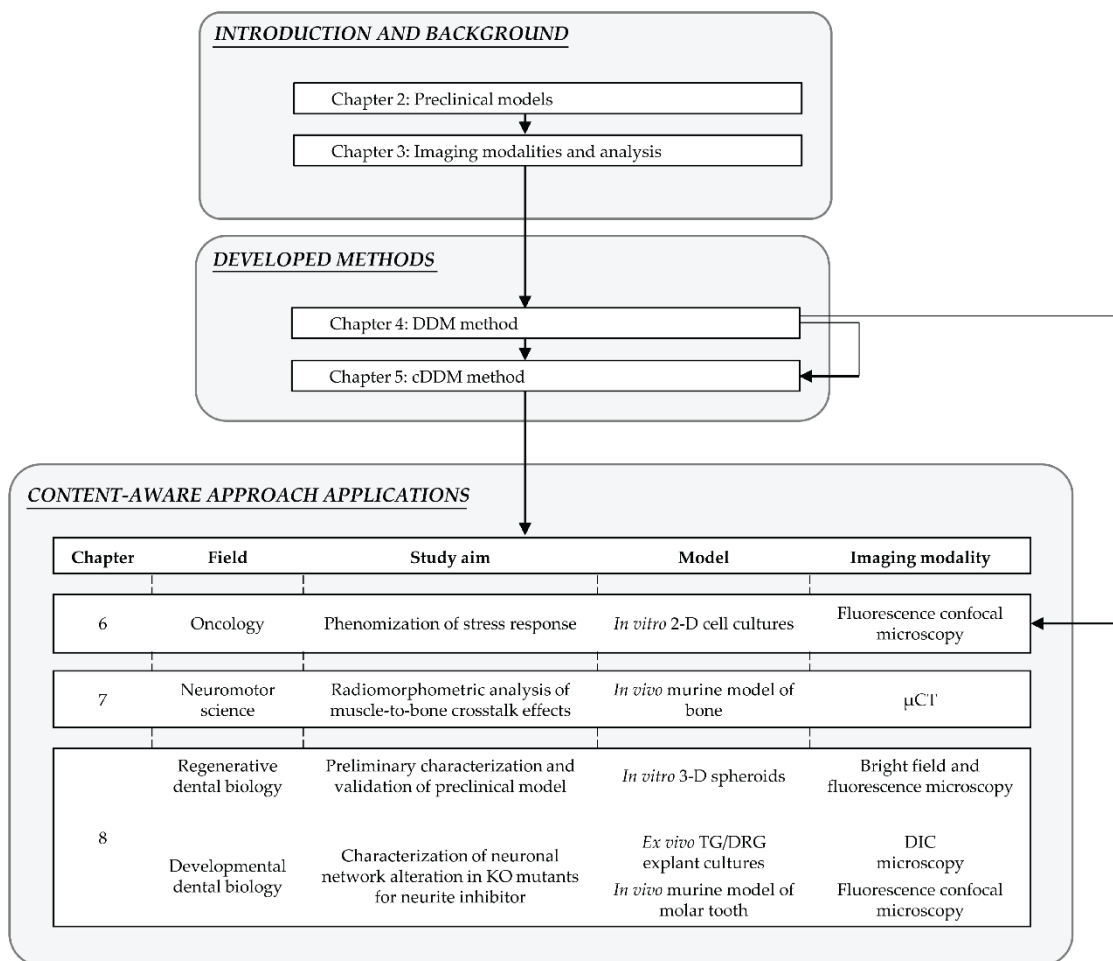 INTRODUCTION AND BACKGROUND
Chapter 2: Preclinical models
Chapter 3: Imaging modalities and analysis
DEVELOPED METHODS
Chapter 4: DDM method
Chapter 5: cDDM method
CONTENT-AWARE APPROACH APPLICATIONS
Chapter Field Study aim Model Imaging modality
6
Oncology
Phenomization of stress response
In vitro 2-D cell cultures
Fluorescence confocal
microscopy
7
Neuromotor
science
Radiomorphometric analysis of
muscle-to-bone crosstalk effects
In vivo murine model of
bone
µCT
8
Regenerative
dental biology
Preliminary characterization and
validation of preclinical model
In vitro 3-D spheroids
Bright field and
fluorescence microscopy
Developmental
dental biology
Characterization of neuronal
network alteration in KO mutants
for neurite inhibitor
Ex vivo TG/DRG
explant cultures
DIC
microscopy
In vivo murine model of
molar tooth
Fluorescence confocal
microscopy